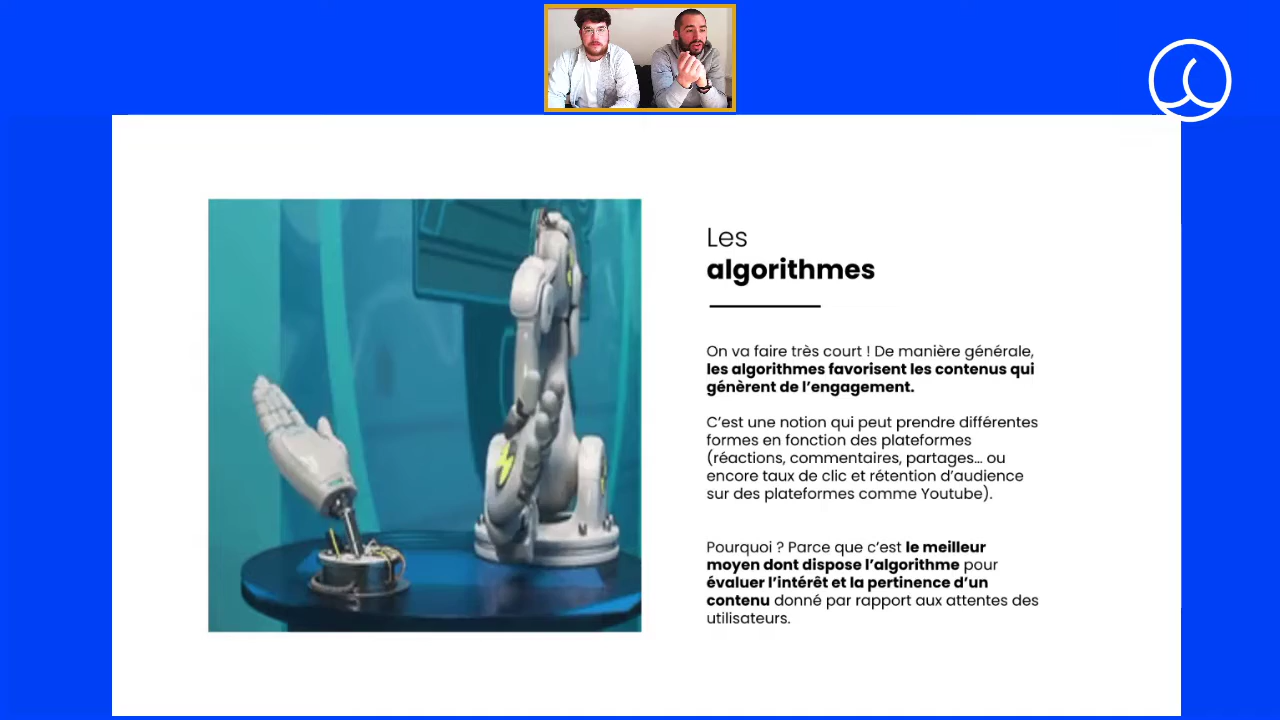 Les
algorithmes
On va faire très court ! De manière générale,
les algorithmes favorisent les contenus qui
génèrent de l’engagement.
C’est une notion qui peut prendre différentes
formes en fonction des plateformes
(réactions, commentaires, partages… ou
encore taux de clic et rétention d’audience
sur des plateformes comme Youtube).
Pourquoi ? Parce que c’est le meilleur
moyen dont dispose l’algorithme pour
évaluer l’intérêt et la pertinence d’un
contenu donné par rapport aux attentes des
utilisateurs.